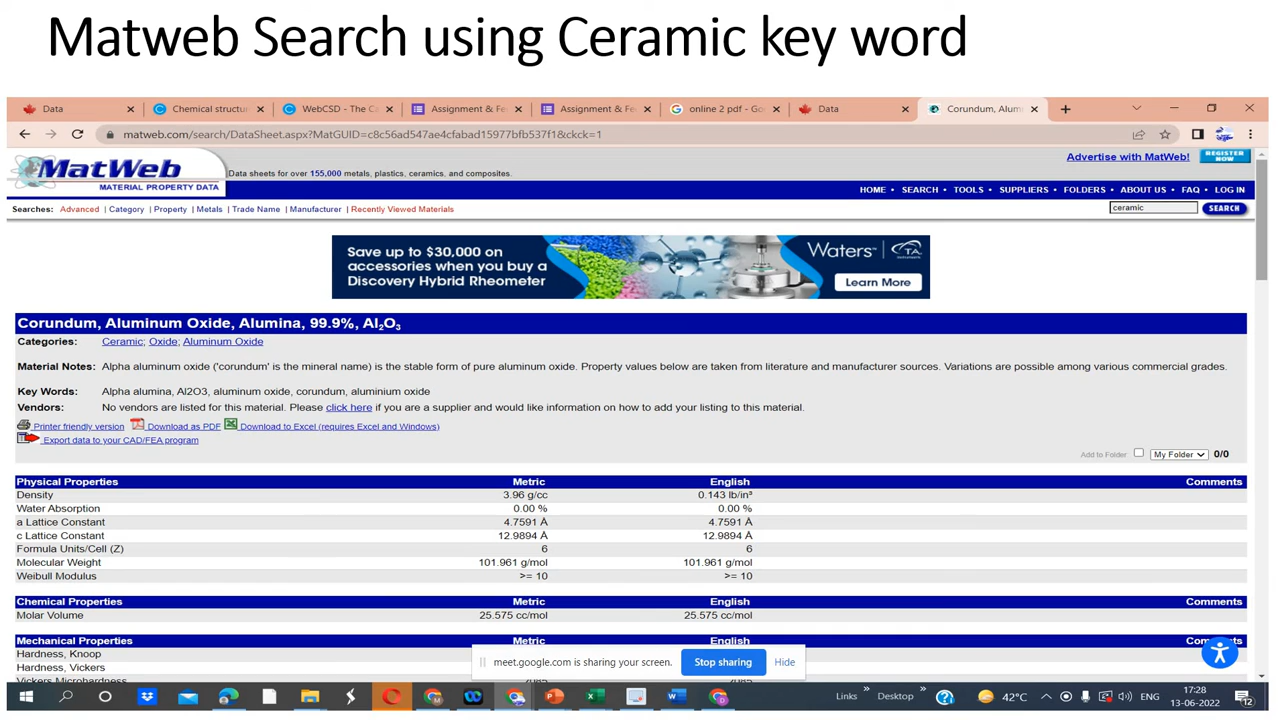 Matweb Search using Ceramic key word
Data × Chemical structur × WebCSD - The Ca × Assignment & Fe × Assignment & Fe × online 2 pdf - Go × Data × Corundum, Alum × +
matweb.com/search/DataSheet.aspx?MatGUID=c8c56ad547ae4cfabad15977bfb537f1&ckck=1
MatWeb
MATERIAL PROPERTY DATA
Data sheets for over 155,000 metals, plastics, ceramics, and composites.
Advertise with MatWeb!
REGISTER NOW
HOME • SEARCH • TOOLS • SUPPLIERS • FOLDERS • ABOUT US • FAQ • LOG IN
Searches: Advanced | Category | Property | Metals | Trade Name | Manufacturer | Recently Viewed Materials
ceramic SEARCH
Save up to $30,000 on
accessories when you buy a
Discovery Hybrid Rheometer
Waters™ | TA
Learn More
Corundum, Aluminum Oxide, Alumina, 99.9%, Al₂O₃
Categories: Ceramic; Oxide; Aluminum Oxide
Material Notes: Alpha aluminum oxide ('corundum' is the mineral name) is the stable form of pure aluminum oxide. Property values below are taken from literature and manufacturer sources. Variations are possible among various commercial grades.
Key Words: Alpha alumina, Al2O3, aluminum oxide, corundum, aluminium oxide
Vendors: No vendors are listed for this material. Please click here if you are a supplier and would like information on how to add your listing to this material.
Printer friendly version Download as PDF Download to Excel (requires Excel and Windows)
Export data to your CAD/FEA program
Add to Folder: My Folder 0/0
Physical Properties Metric English Comments
Density 3.96 g/cc 0.143 lb/in³
Water Absorption 0.00 % 0.00 %
a Lattice Constant 4.7591 Å 4.7591 Å
c Lattice Constant 12.9894 Å 12.9894 Å
Formula Units/Cell (Z) 6 6
Molecular Weight 101.961 g/mol 101.961 g/mol
Weibull Modulus >= 10 >= 10
Chemical Properties Metric English Comments
Molar Volume 25.575 cc/mol 25.575 cc/mol
Mechanical Properties Metric English
Hardness, Knoop
Hardness, Vickers
Vickers Microhardness
meet.google.com is sharing your screen. Stop sharing Hide
Links » Desktop » 42°C ENG 17:28
13-06-2022 12